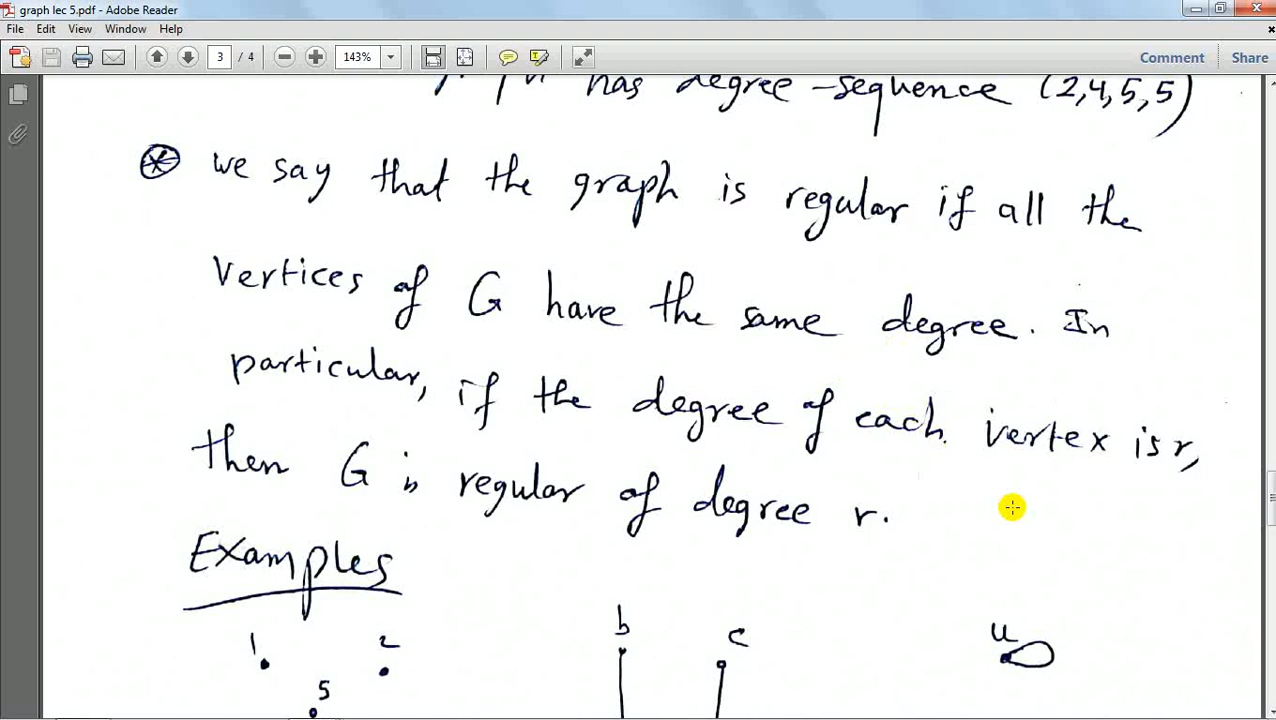 graph lec 5.pdf - Adobe Reader
File Edit View Window Help
3 / 4 143% Comment Share
has degree-sequence (2,4,5,5)
we say that the graph is regular if all the
vertices of G have the same degree. In
particular, if the degree of each vertex is r,
then G is regular of degree r.
Examples
b
c
u
1
2
5